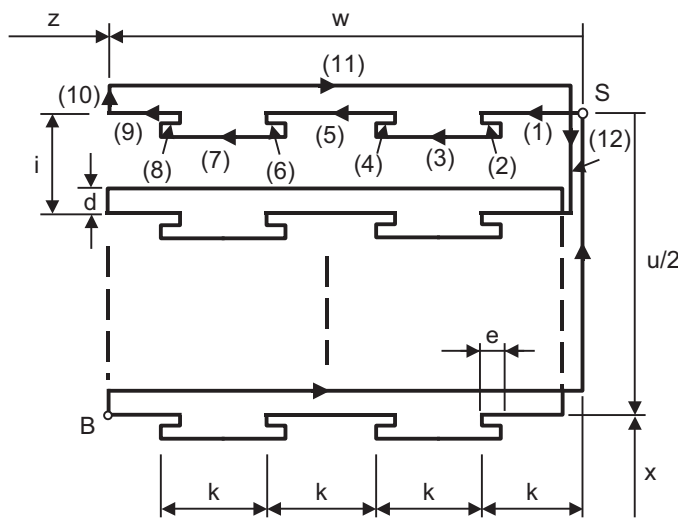 z w
(11)
S
(10)
(9) (5) (1)
(12)
(8) (7) (6) (4) (3) (2)
i
d
u/2
e
B
x
k k k k